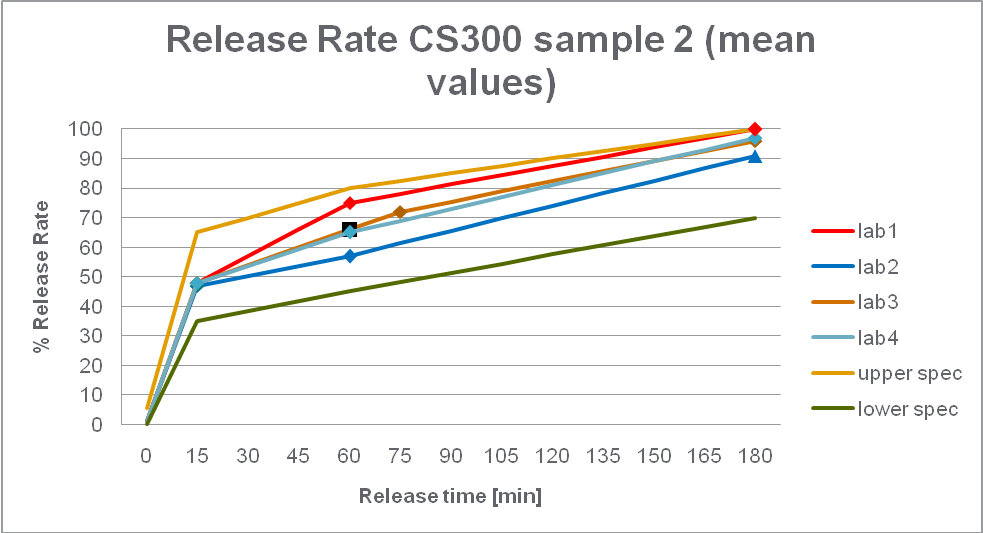 Release Rate CS300 sample 2 (mean
values)
% Release Rate
100
90
80
70
60
50
40
30
20
10
0
0 15 30 45 60 75 90 105 120 135 150 165 180
Release time [min]
lab1
lab2
lab3
lab4
upper spec
lower spec